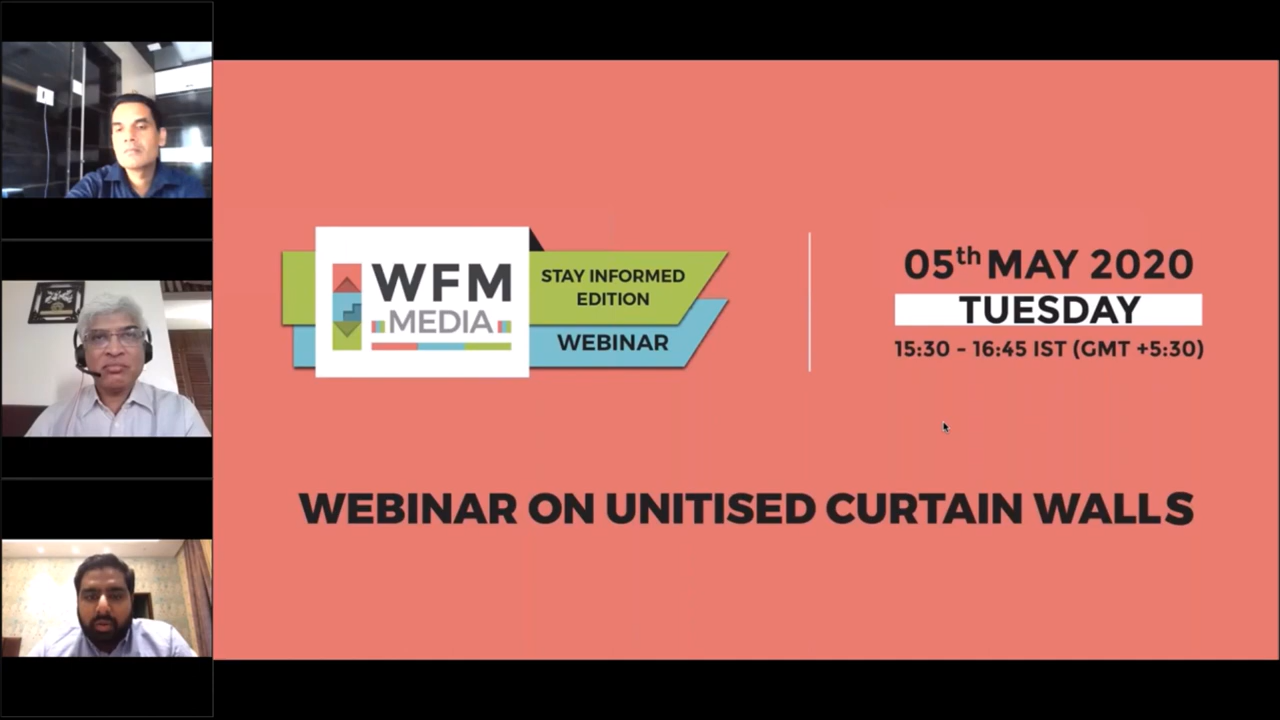 WFM
MEDIA
STAY INFORMED
EDITION
WEBINAR
05th MAY 2020
TUESDAY
15:30 - 16:45 IST (GMT +5:30)
WEBINAR ON UNITISED CURTAIN WALLS